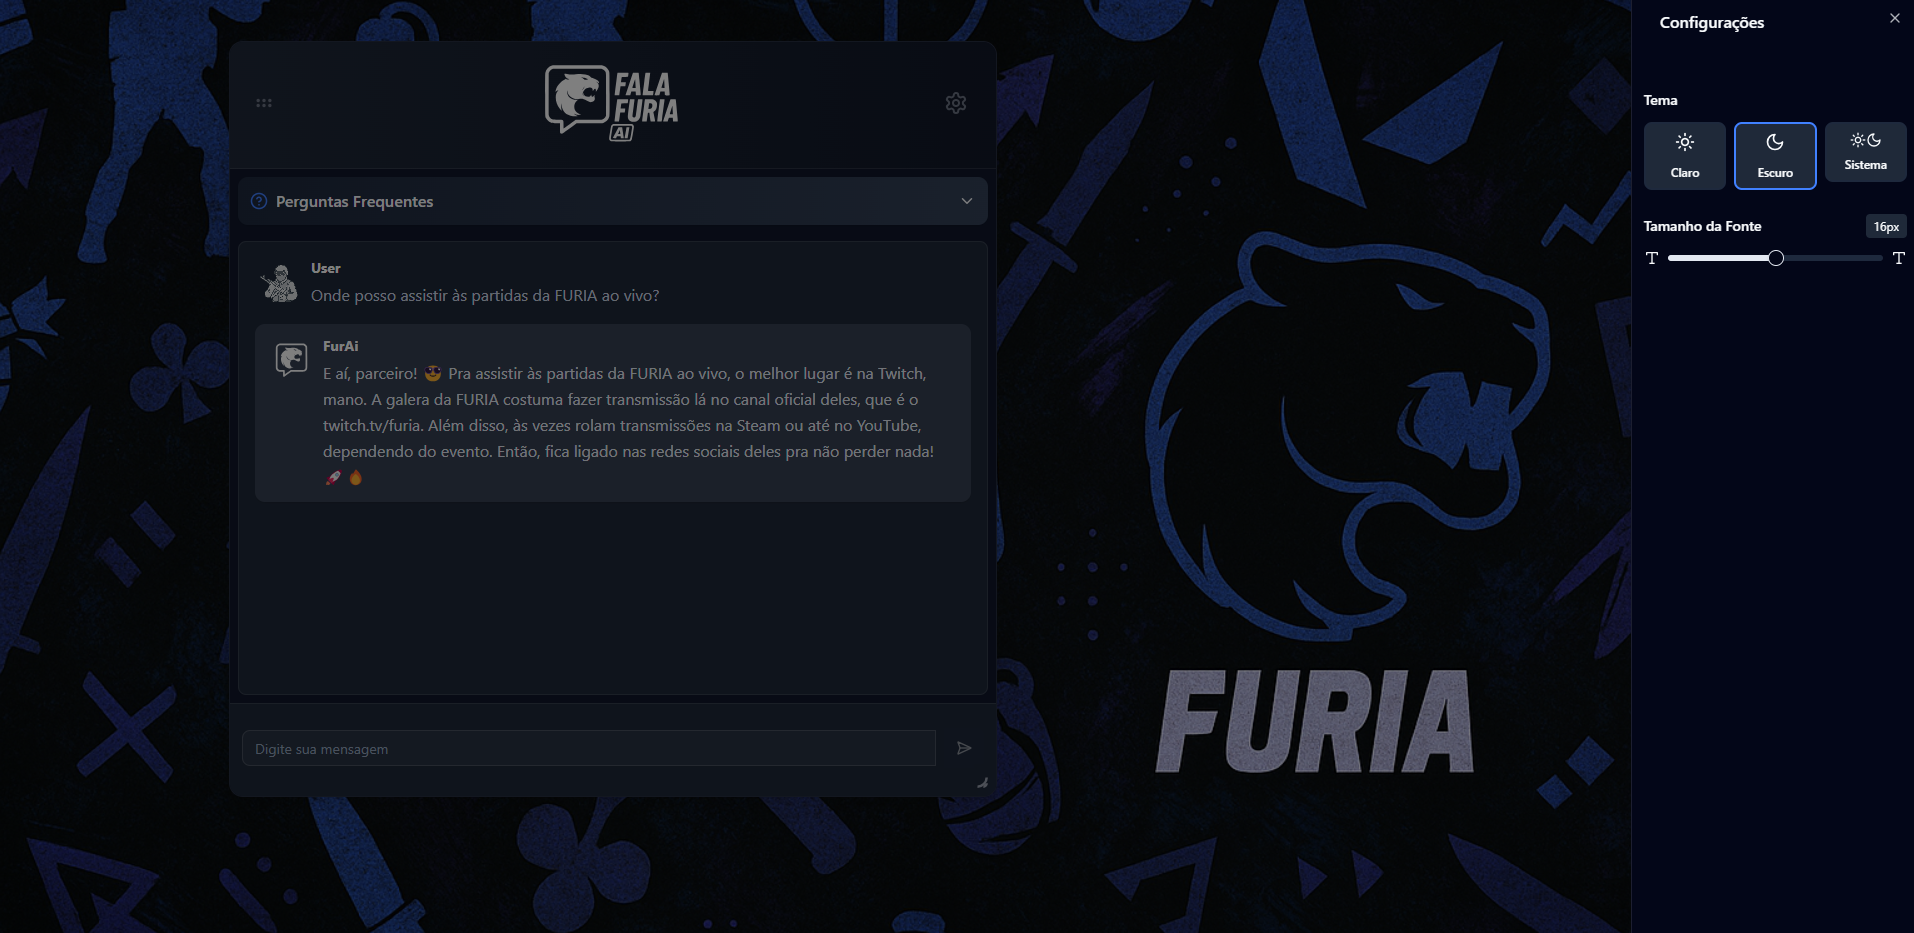 FALA
FURIA
AI
Perguntas Frequentes
User
Onde posso assistir às partidas da FURIA ao vivo?
FurAi
E aí, parceiro! 😎 Pra assistir às partidas da FURIA ao vivo, o melhor lugar é na Twitch,
mano. A galera da FURIA costuma fazer transmissão lá no canal oficial deles, que é o
twitch.tv/furia. Além disso, às vezes rolam transmissões na Steam ou até no YouTube,
dependendo do evento. Então, fica ligado nas redes sociais deles pra não perder nada!
🚀 🔥
Digite sua mensagem
FURIA
Configurações
Tema
Claro
Escuro
Sistema
Tamanho da Fonte
16px
T
T